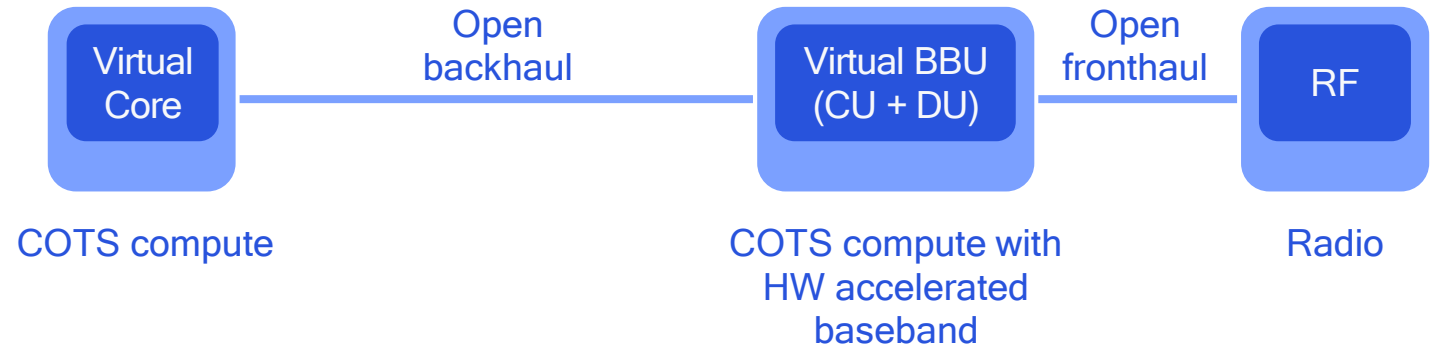 Virtual
Core
Open
backhaul
Virtual BBU
(CU + DU)
Open
fronthaul
RF
COTS compute
COTS compute with
HW accelerated
baseband
Radio